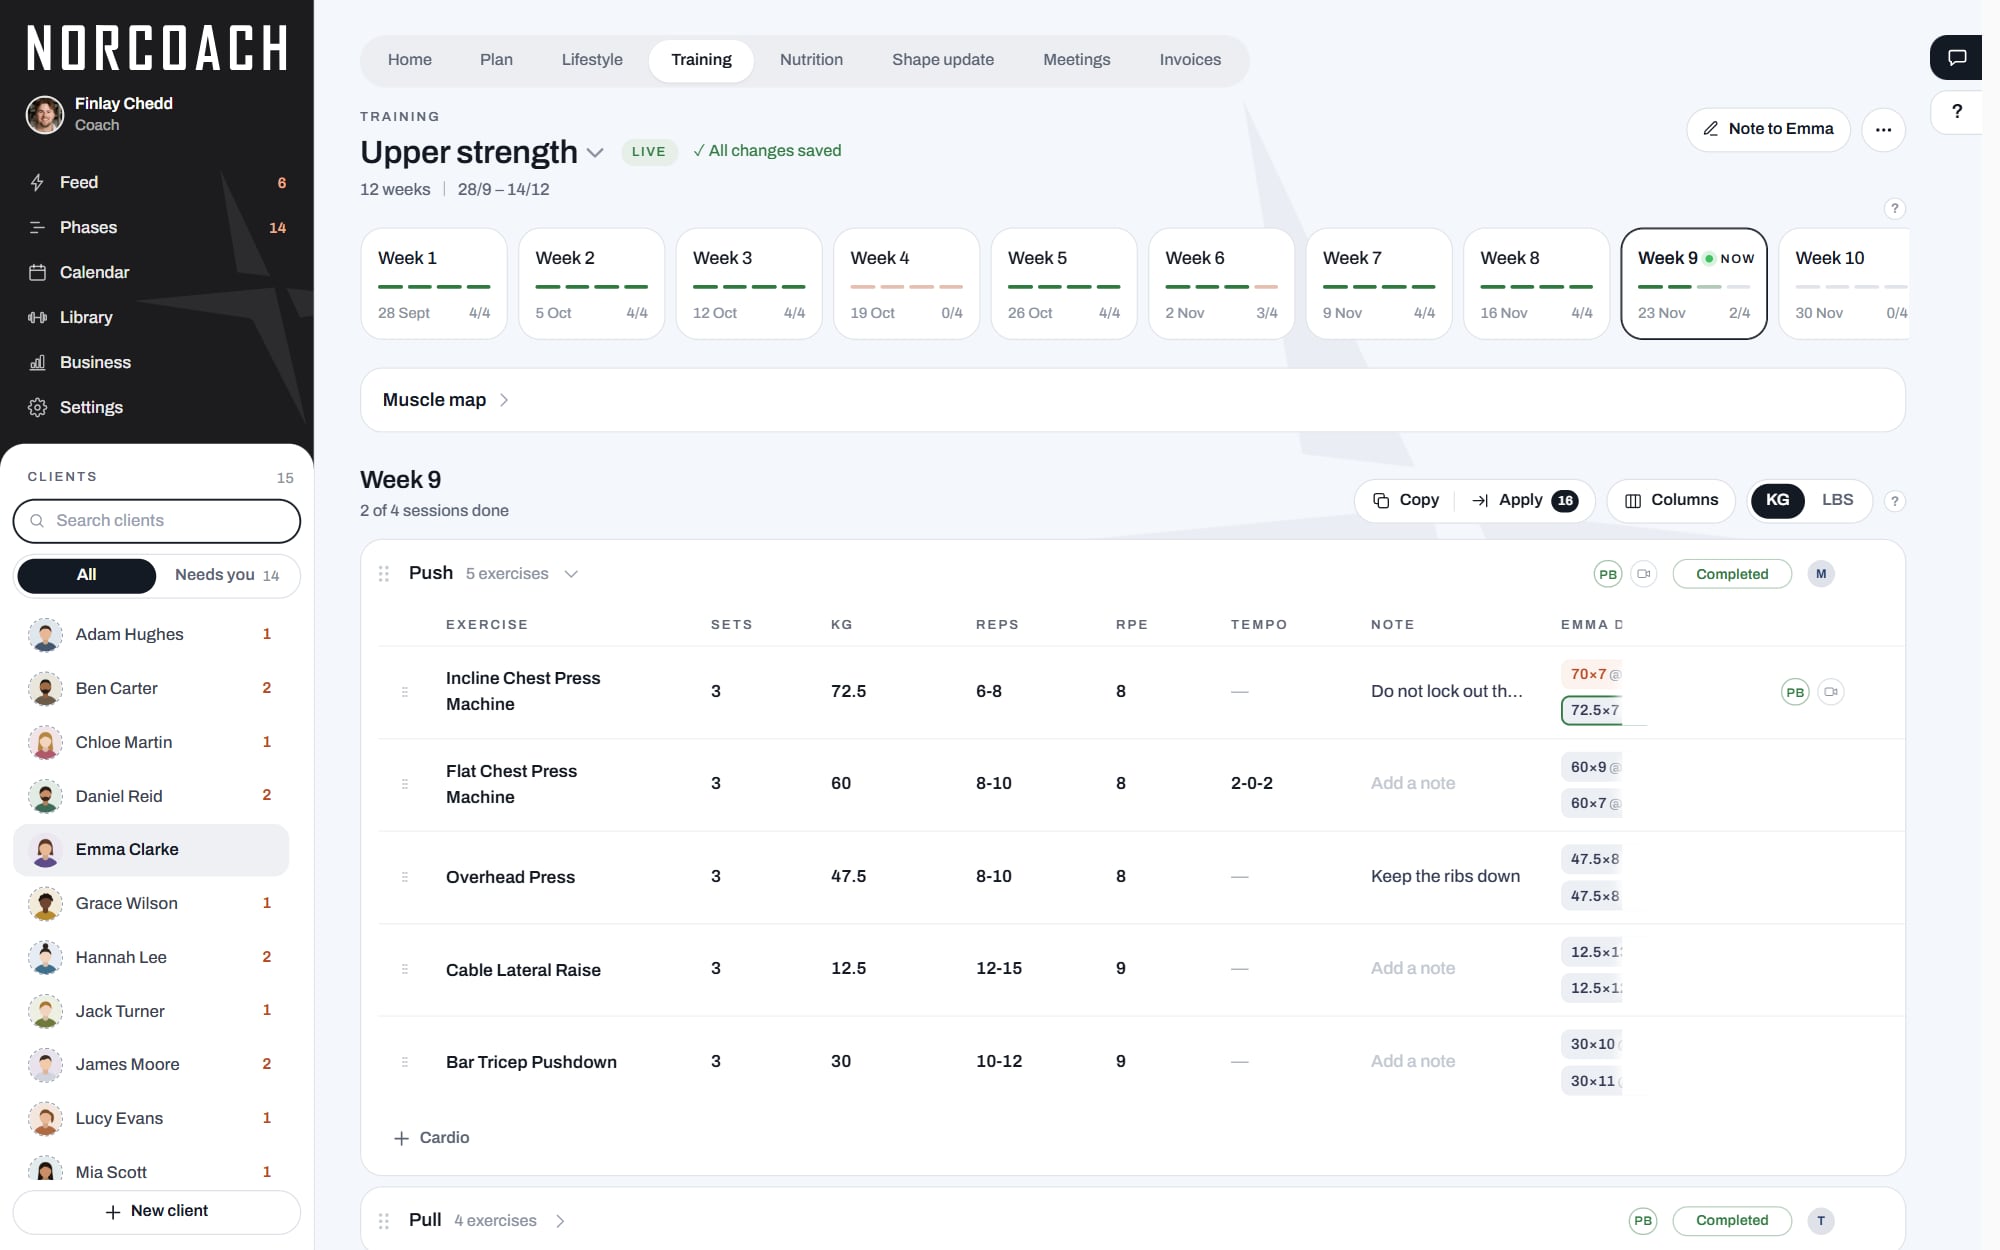 NORCOACH
Finlay Chedd
Coach
Feed 6
Phases 14
Calendar
Library
Business
Settings
CLIENTS 15
Search clients
All Needs you 14
Adam Hughes 1
Ben Carter 2
Chloe Martin 1
Daniel Reid 2
Emma Clarke
Grace Wilson 1
Hannah Lee 2
Jack Turner 1
James Moore 2
Lucy Evans 1
Mia Scott 1
New client
Home Plan Lifestyle Training Nutrition Shape update Meetings Invoices
?
TRAINING
Upper strength LIVE ✓ All changes saved
12 weeks 28/9 – 14/12
Note to Emma ...
?
Week 1 28 Sept 4/4
Week 2 5 Oct 4/4
Week 3 12 Oct 4/4
Week 4 19 Oct 0/4
Week 5 26 Oct 4/4
Week 6 2 Nov 3/4
Week 7 9 Nov 4/4
Week 8 16 Nov 4/4
Week 9 NOW 23 Nov 2/4
Week 10 30 Nov 0/4
Muscle map
Week 9
2 of 4 sessions done
Copy Apply 16 Columns KG LBS ?
Push 5 exercises PB Completed M
EXERCISE SETS KG REPS RPE TEMPO NOTE EMMA D
Incline Chest Press Machine 3 72.5 6-8 8 — Do not lock out th... 70×7 @ PB
72.5×7
Flat Chest Press Machine 3 60 8-10 8 2-0-2 Add a note 60×9 @
60×7 @
Overhead Press 3 47.5 8-10 8 — Keep the ribs down 47.5×8
47.5×8
Cable Lateral Raise 3 12.5 12-15 9 — Add a note 12.5×1
12.5×1
Bar Tricep Pushdown 3 30 10-12 9 — Add a note 30×10
30×11
Cardio
Pull 4 exercises PB Completed T